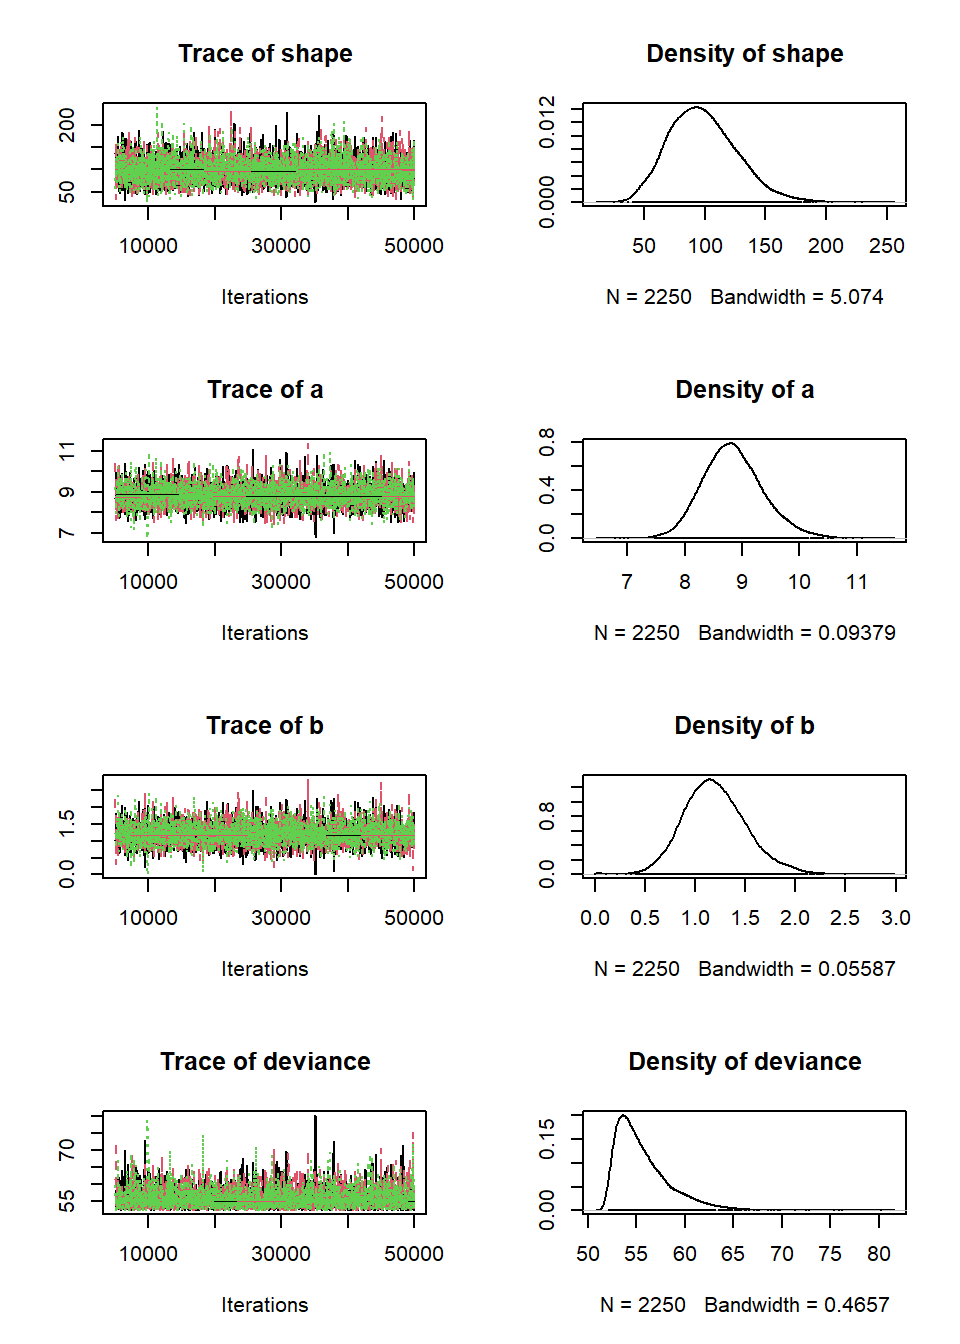 Trace of shape
Density of shape
50 200
0.000 0.012
10000 30000 50000
50 100 150 200 250
Iterations
N = 2250 Bandwidth = 5.074
Trace of a
Density of a
7 9 11
0.0 0.4 0.8
10000 30000 50000
7 8 9 10 11
Iterations
N = 2250 Bandwidth = 0.09379
Trace of b
Density of b
0.0 1.5
0.0 0.8
10000 30000 50000
0.0 0.5 1.0 1.5 2.0 2.5 3.0
Iterations
N = 2250 Bandwidth = 0.05587
Trace of deviance
Density of deviance
55 70
0.00 0.15
10000 30000 50000
50 55 60 65 70 75 80
Iterations
N = 2250 Bandwidth = 0.4657